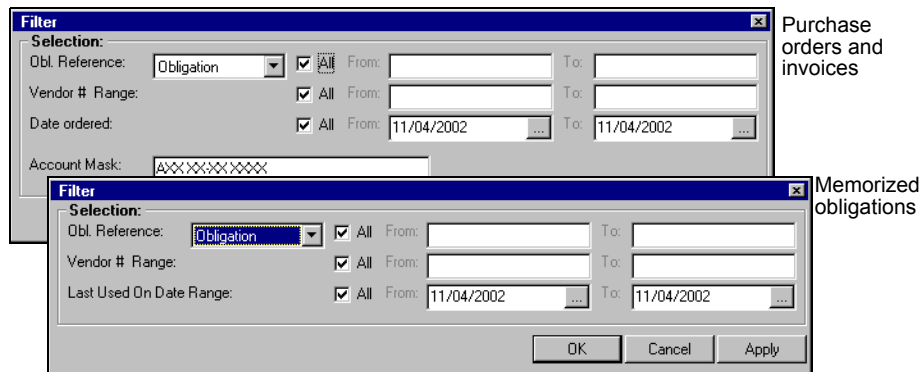 Filter
Selection:
Obl. Reference: Obligation All From: To:
Vendor # Range: All From: To:
Date ordered: All From: 11/04/2002 ... To: 11/04/2002 ...
Account Mask: AXX XX-XX XXXX
Purchase
orders and
invoices
Filter
Selection:
Obl. Reference: Obligation All From: To:
Vendor # Range: All From: To:
Last Used On Date Range: All From: 11/04/2002 ... To: 11/04/2002 ...
OK Cancel Apply
Memorized
obligations